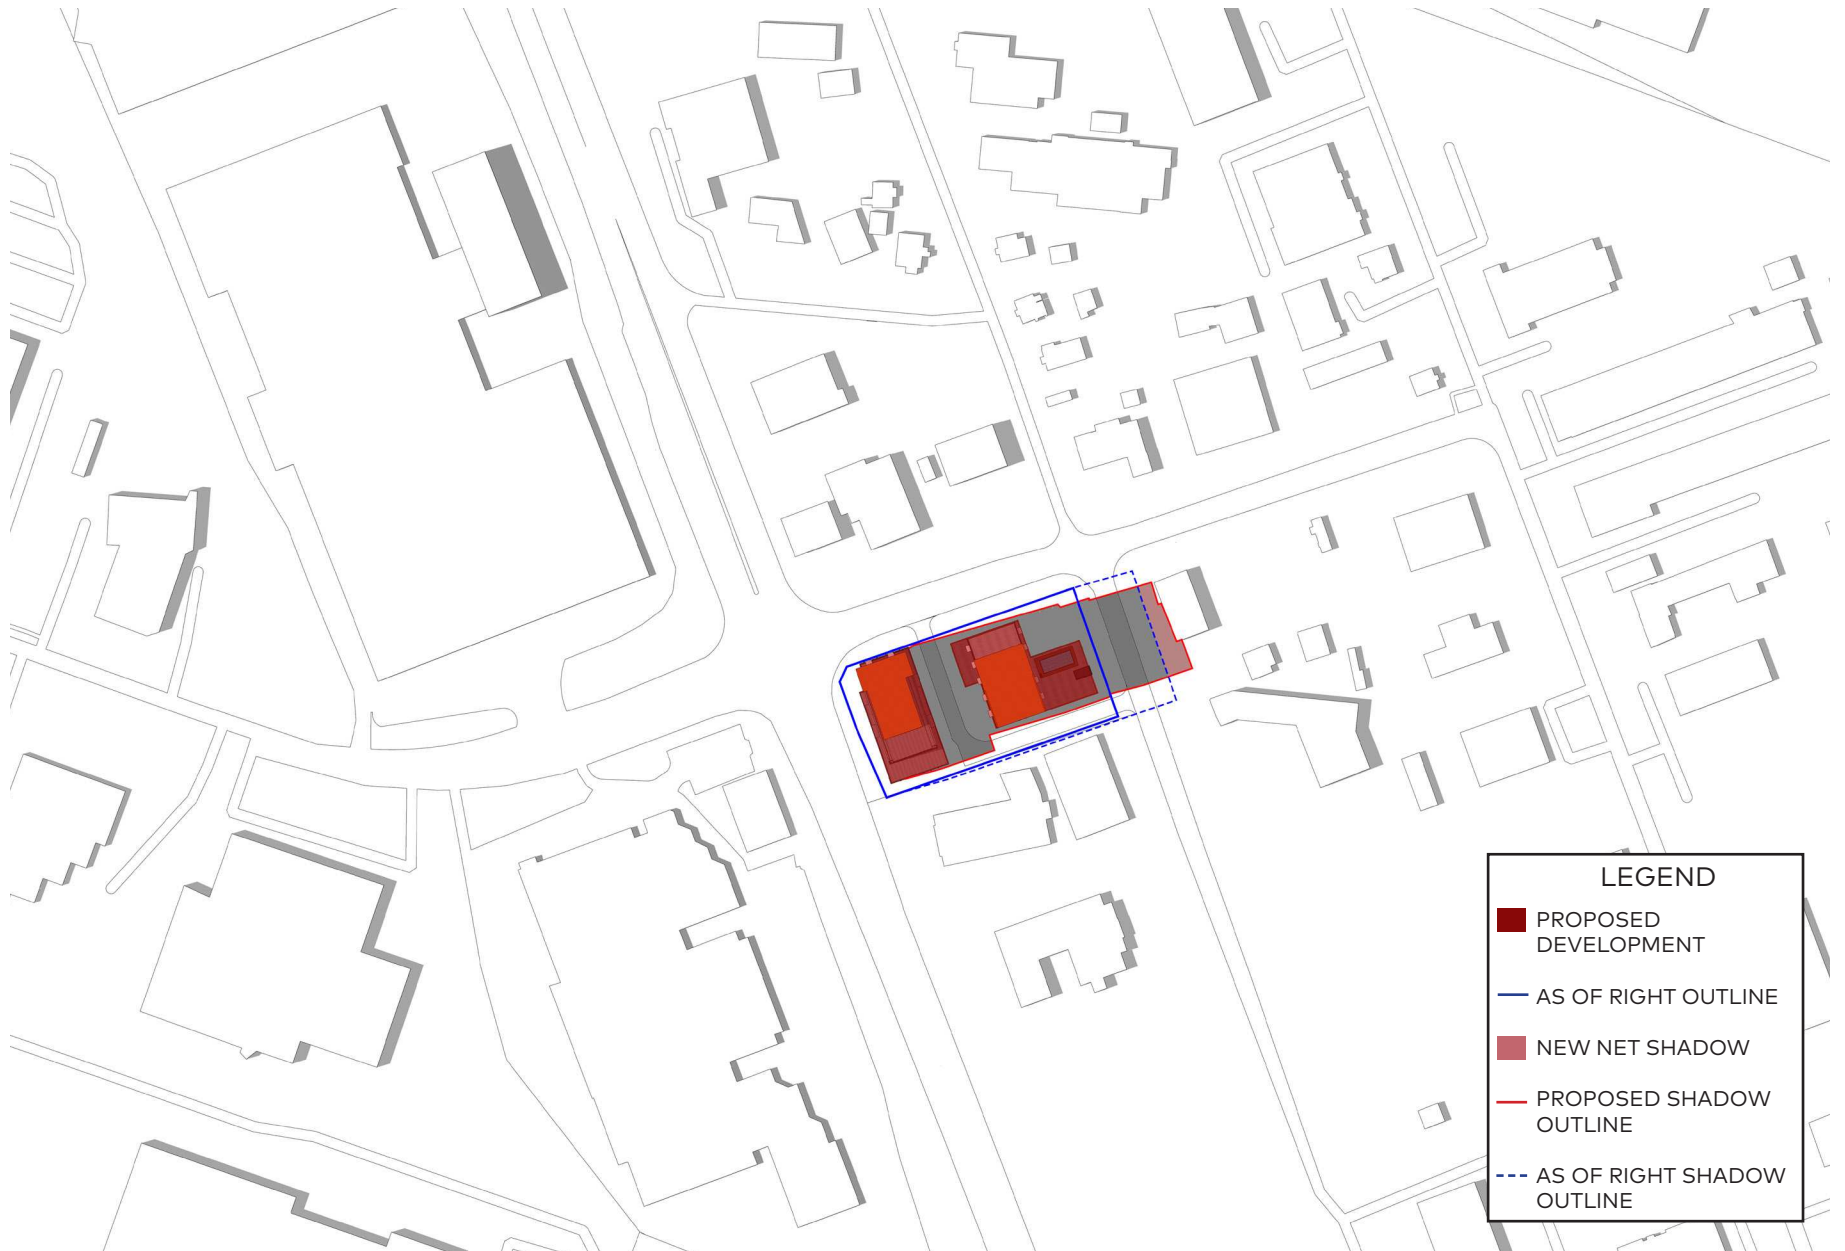 LEGEND
PROPOSED
DEVELOPMENT
AS OF RIGHT OUTLINE
NEW NET SHADOW
PROPOSED SHADOW
OUTLINE
AS OF RIGHT SHADOW
OUTLINE